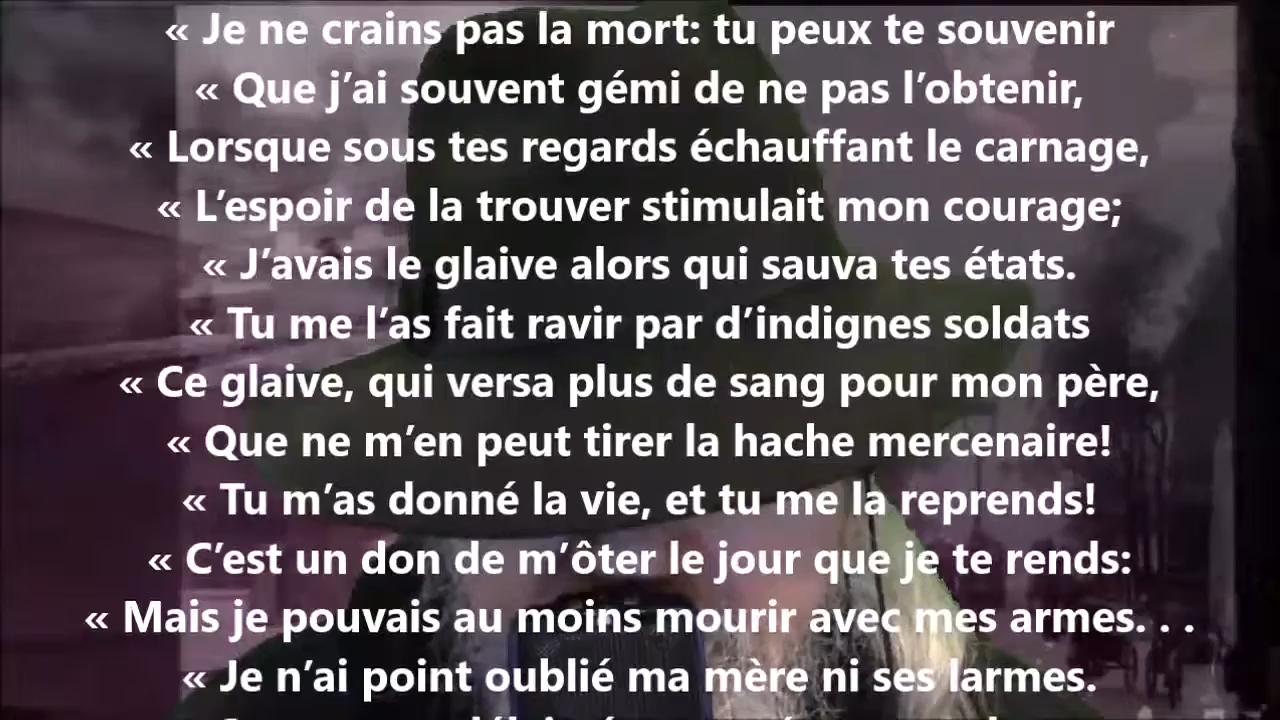 « Je ne crains pas la mort: tu peux te souvenir
« Que j’ai souvent gémi de ne pas l’obtenir,
« Lorsque sous tes regards échauffant le carnage,
« L’espoir de la trouver stimulait mon courage;
« J’avais le glaive alors qui sauva tes états.
« Tu me l’as fait ravir par d’indignes soldats
« Ce glaive, qui versa plus de sang pour mon père,
« Que ne m’en peut tirer la hache mercenaire!
« Tu m’as donné la vie, et tu me la reprends!
« C’est un don de m’ôter le jour que je te rends:
« Mais je pouvais au moins mourir avec mes armes. . .
« Je n’ai point oublié ma mère ni ses larmes.